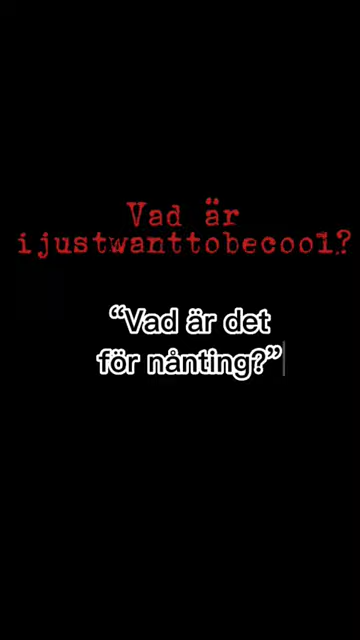 Vad är
ijustwanttobecool?
“Vad är det
för nånting?”